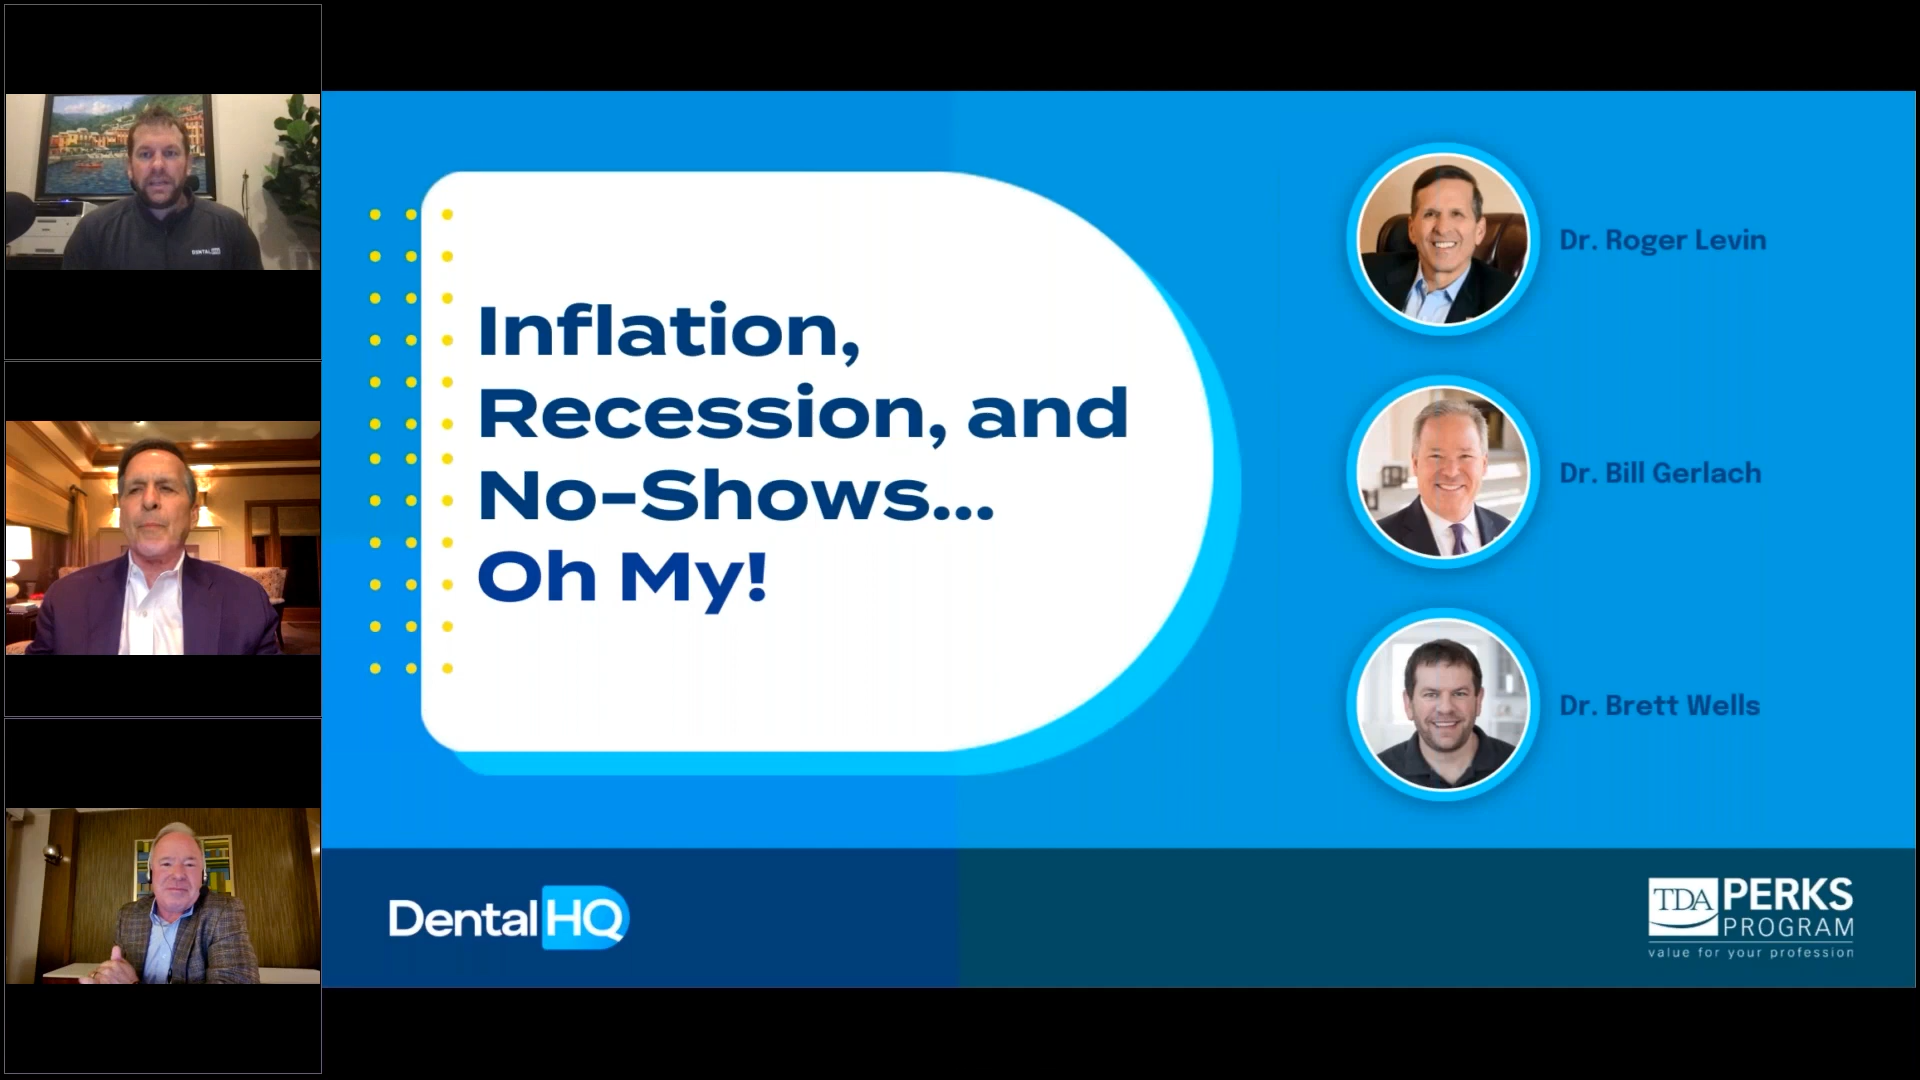 Inflation,
Recession, and
No-Shows...
Oh My!
Dr. Roger Levin
Dr. Bill Gerlach
Dr. Brett Wells
DentalHQ
TDA PERKS
PROGRAM
value for your profession
DENTAL